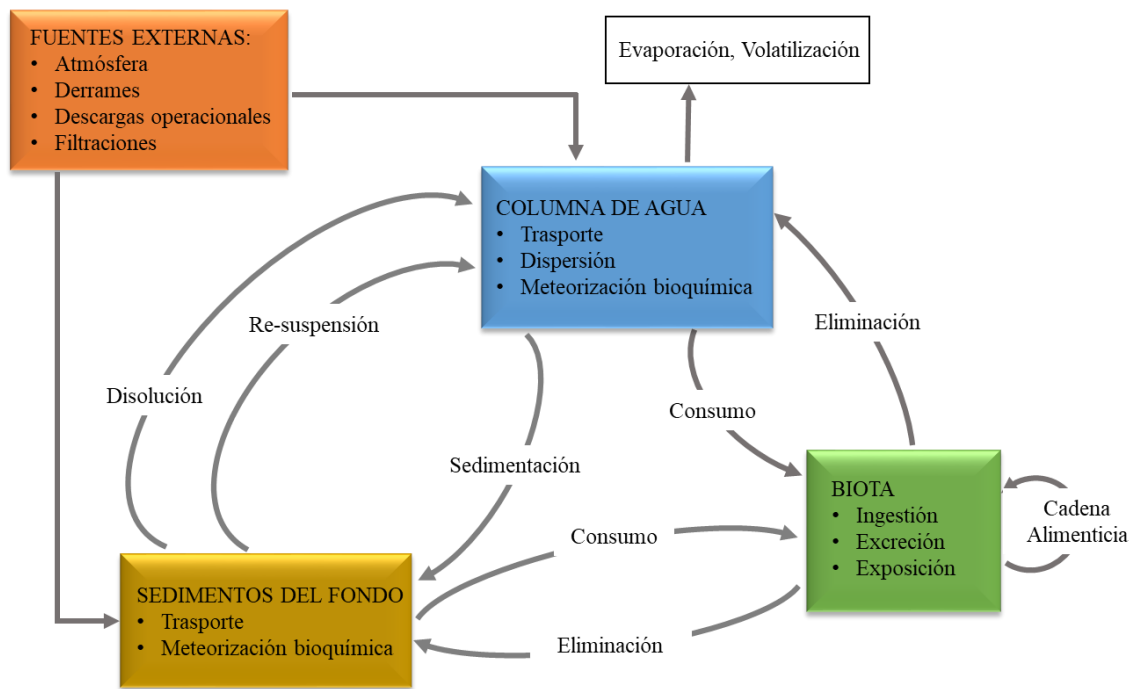 FUENTES EXTERNAS:
• Atmósfera
• Derrames
• Descargas operacionales
• Filtraciones
Evaporación, Volatilización
COLUMNA DE AGUA
• Trasporte
• Dispersión
• Meteorización bioquímica
Re-suspensión
Eliminación
Disolución
Consumo
Sedimentación
BIOTA
• Ingestión
• Excreción
• Exposición
Cadena
Alimenticia
Consumo
SEDIMENTOS DEL FONDO
• Trasporte
• Meteorización bioquímica
Eliminación